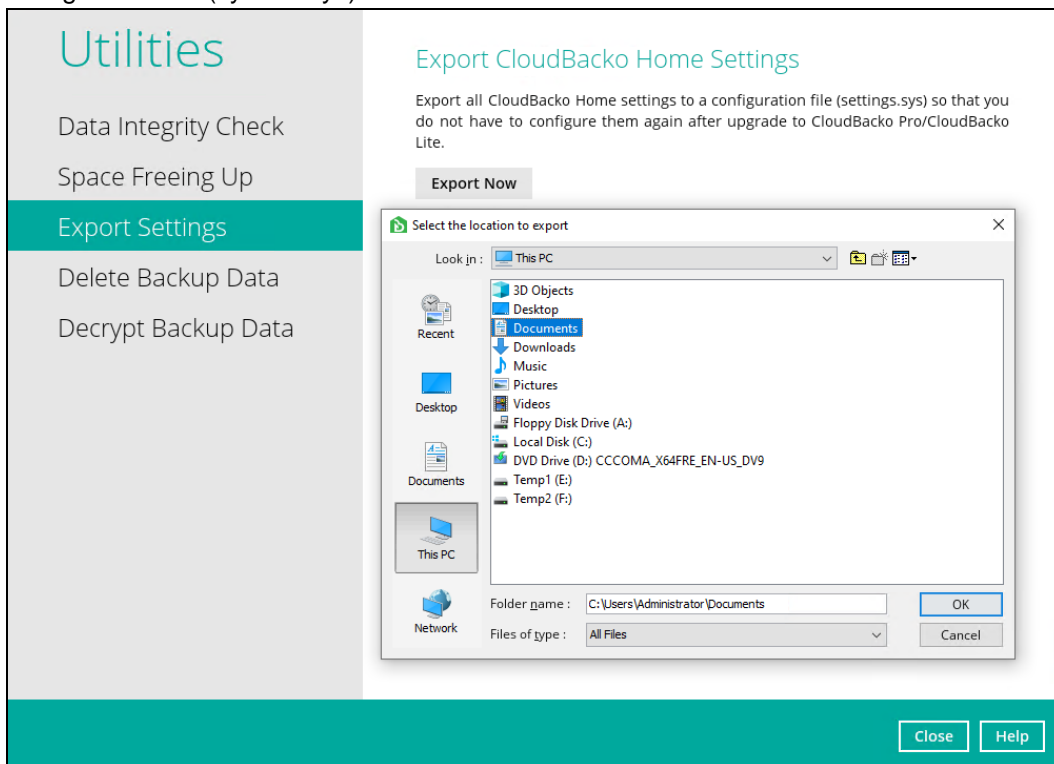 Utilities
Data Integrity Check
Space Freeing Up
Export Settings
Delete Backup Data
Decrypt Backup Data
Export CloudBacko Home Settings
Export all CloudBacko Home settings to a configuration file (settings.sys) so that you
do not have to configure them again after upgrade to CloudBacko Pro/CloudBacko
Lite.
Export Now
Select the location to export
Look in :
This PC
Recent
Desktop
Documents
This PC
Network
3D Objects
Desktop
Documents
Downloads
Music
Pictures
Videos
Floppy Disk Drive (A:)
Local Disk (C:)
DVD Drive (D:) CCCOMA_X64FRE_EN-US_DV9
Temp1 (E:)
Temp2 (F:)
Folder name :
C:\Users\Administrator\Documents
OK
Files of type :
All Files
Cancel
Close
Help